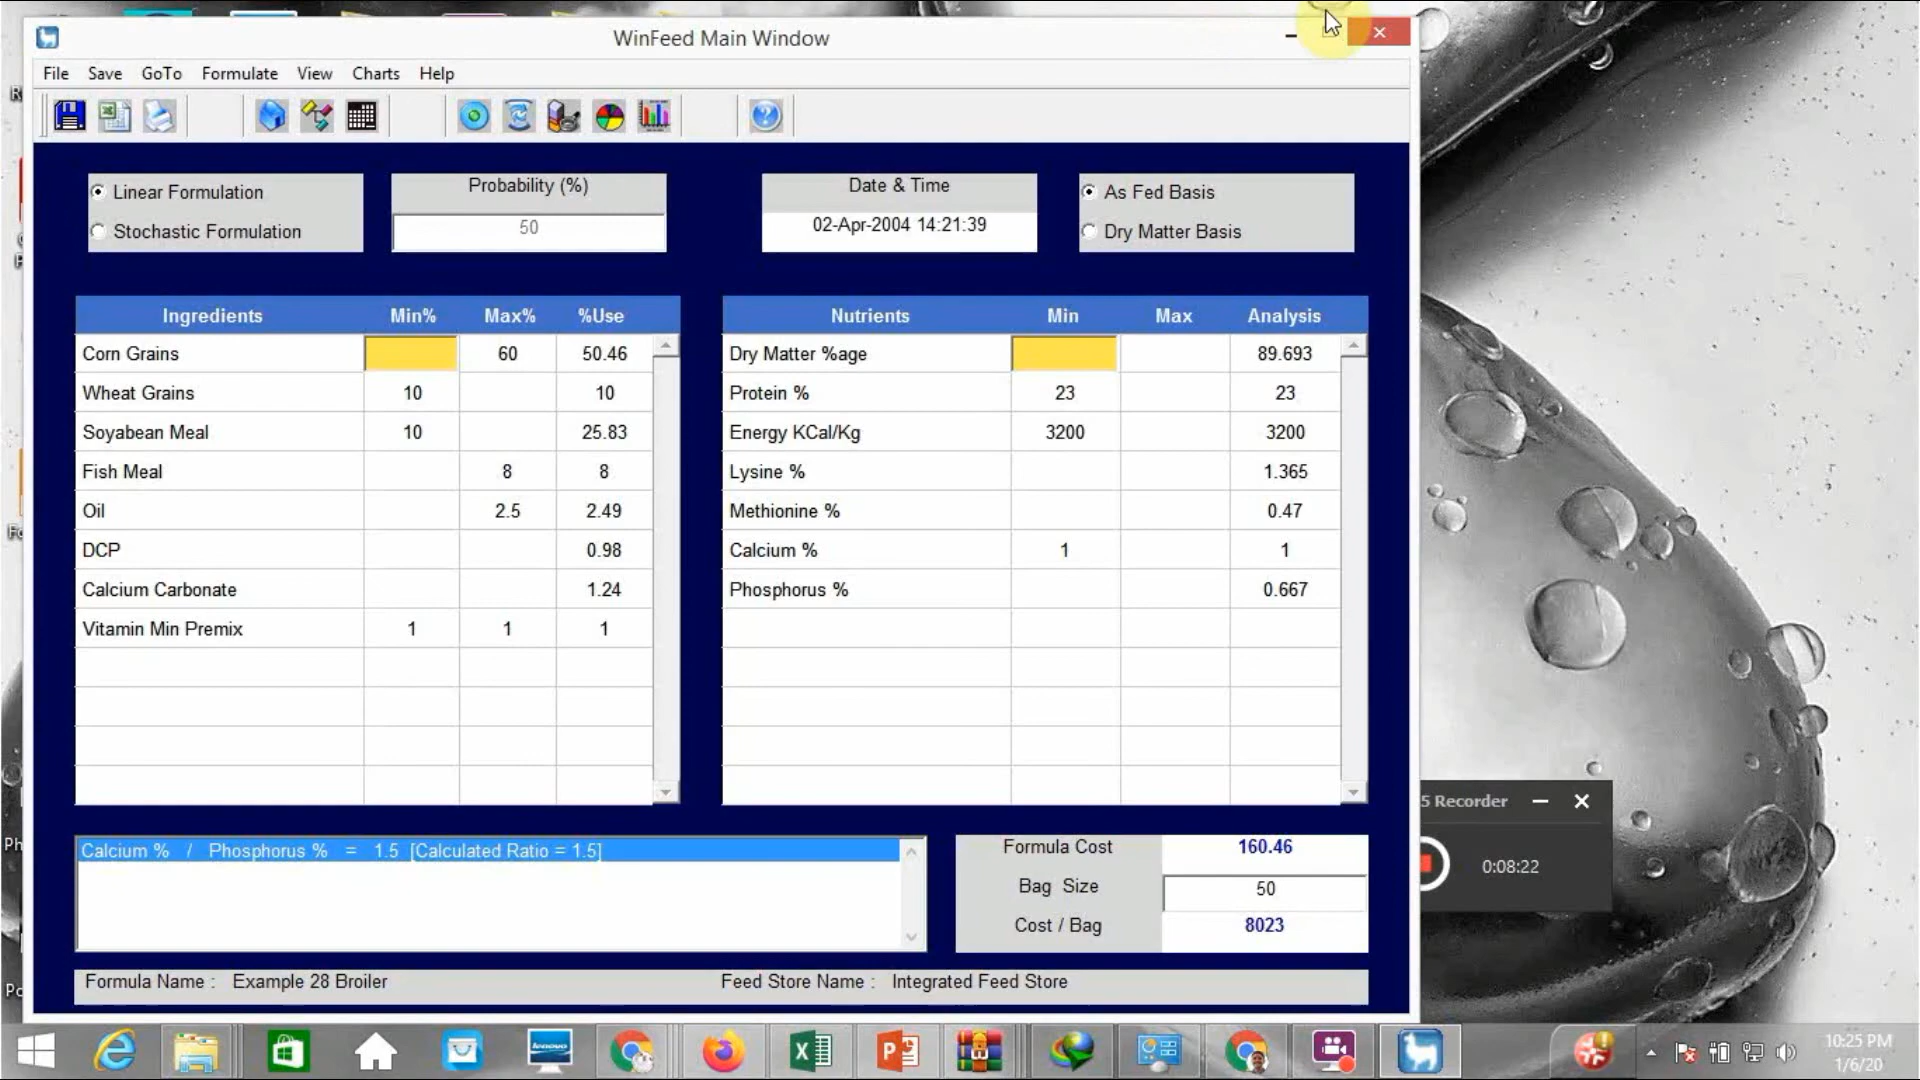 WinFeed Main Window
File Save GoTo Formulate View Charts Help
Linear Formulation
Stochastic Formulation
Probability (%)
50
Date & Time
02-Apr-2004 14:21:39
As Fed Basis
Dry Matter Basis
Ingredients Min% Max% %Use
Corn Grains 60 50.46
Wheat Grains 10 10
Soyabean Meal 10 25.83
Fish Meal 8 8
Oil 2.5 2.49
DCP 0.98
Calcium Carbonate 1.24
Vitamin Min Premix 1 1 1
Nutrients Min Max Analysis
Dry Matter %age 89.693
Protein % 23 23
Energy KCal/Kg 3200 3200
Lysine % 1.365
Methionine % 0.47
Calcium % 1 1
Phosphorus % 0.667
Calcium % / Phosphorus % = 1.5 [Calculated Ratio = 1.5]
Formula Cost 160.46
Bag Size 50
Cost / Bag 8023
Formula Name : Example 28 Broiler
Feed Store Name : Integrated Feed Store
5 Recorder
0:08:22
lenovo
10:25 PM
1/6/20